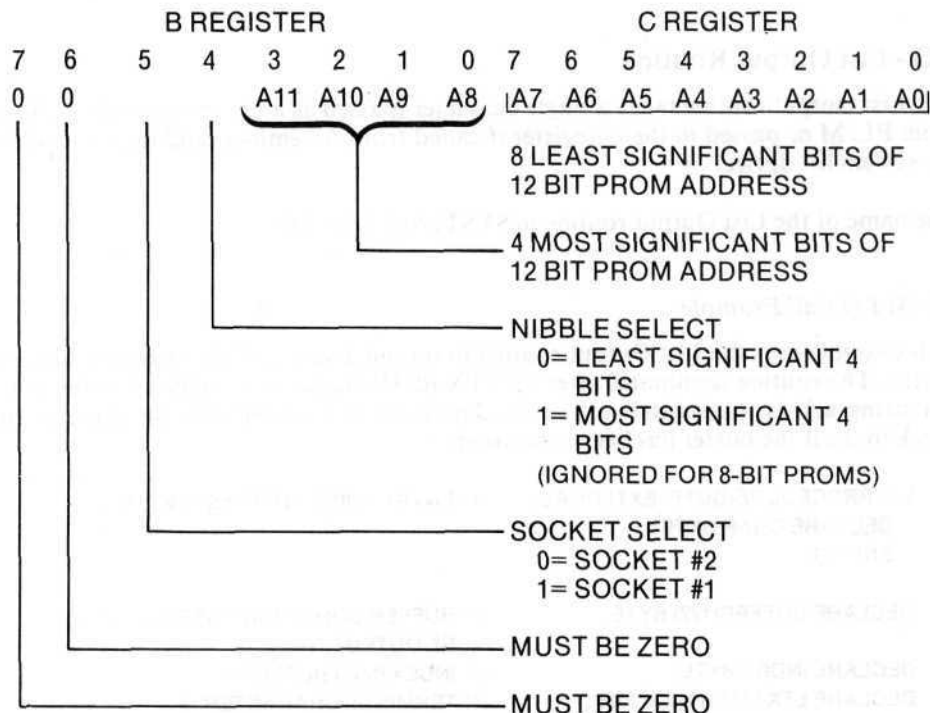 B REGISTER C REGISTER
7 6 5 4 3 2 1 0 7 6 5 4 3 2 1 0
0 0 A11 A10 A9 A8 A7 A6 A5 A4 A3 A2 A1 A0
8 LEAST SIGNIFICANT BITS OF
12 BIT PROM ADDRESS
4 MOST SIGNIFICANT BITS OF
12 BIT PROM ADDRESS
NIBBLE SELECT
0= LEAST SIGNIFICANT 4
BITS
1= MOST SIGNIFICANT 4
BITS
(IGNORED FOR 8-BIT PROMS)
SOCKET SELECT
0= SOCKET #2
1= SOCKET #1
MUST BE ZERO
MUST BE ZERO